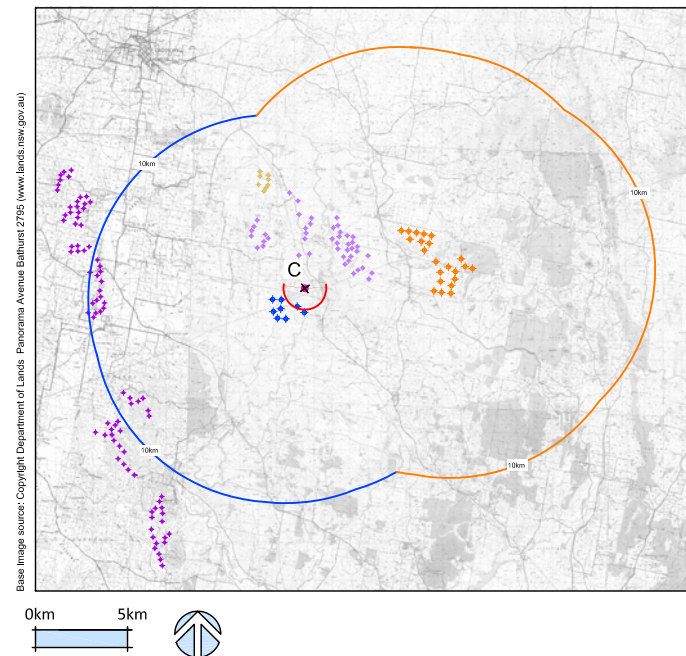 10km
10km
C
10km
10km
Base Image source: Copyright Department of Lands Panorama Avenue Bathurst 2795 (www.lands.nsw.gov.au)
0km 5km